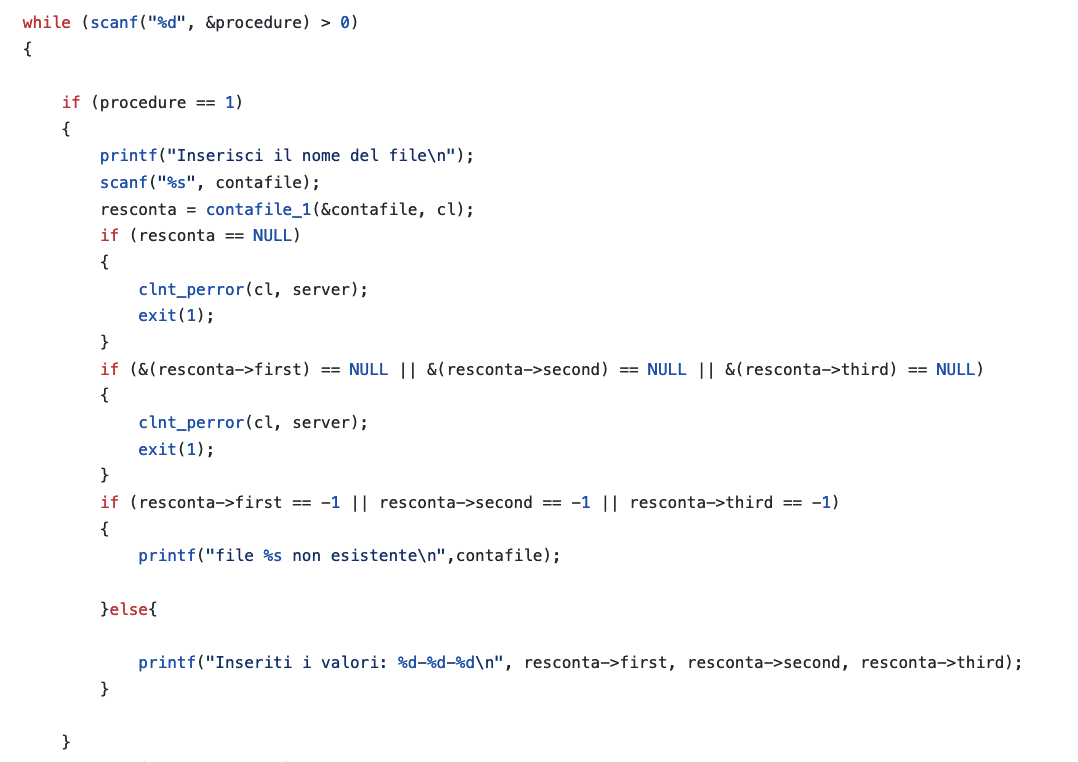 while (scanf("%d", &procedure) > 0)
{
if (procedure == 1)
{
printf("Inserisci il nome del file\n");
scanf("%s", contafile);
resconta = contafile_1(&contafile, cl);
if (resconta == NULL)
{
clnt_perror(cl, server);
exit(1);
}
if (&(resconta->first) == NULL || &(resconta->second) == NULL || &(resconta->third) == NULL)
{
clnt_perror(cl, server);
exit(1);
}
if (resconta->first == -1 || resconta->second == -1 || resconta->third == -1)
{
printf("file %s non esistente\n",contafile);
}else{
printf("Inseriti i valori: %d-%d-%d\n", resconta->first, resconta->second, resconta->third);
}
}